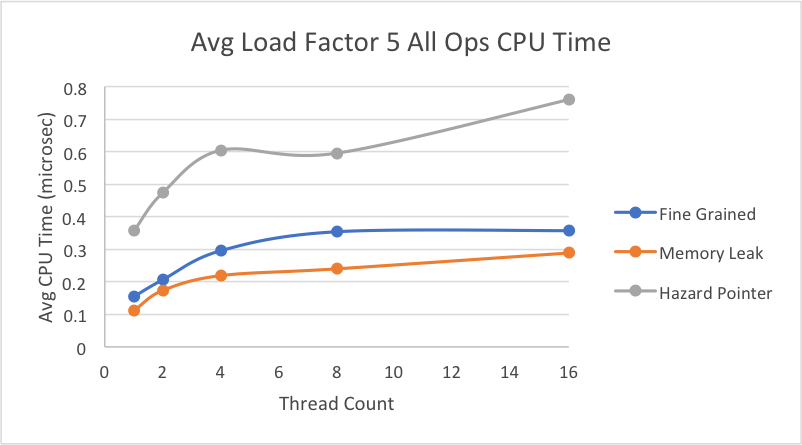 Avg Load Factor 5 All Ops CPU Time
Avg CPU Time (microsec)
0.8
0.7
0.6
0.5
0.4
0.3
0.2
0.1
0
0 2 4 6 8 10 12 14 16
Thread Count
Fine Grained
Memory Leak
Hazard Pointer